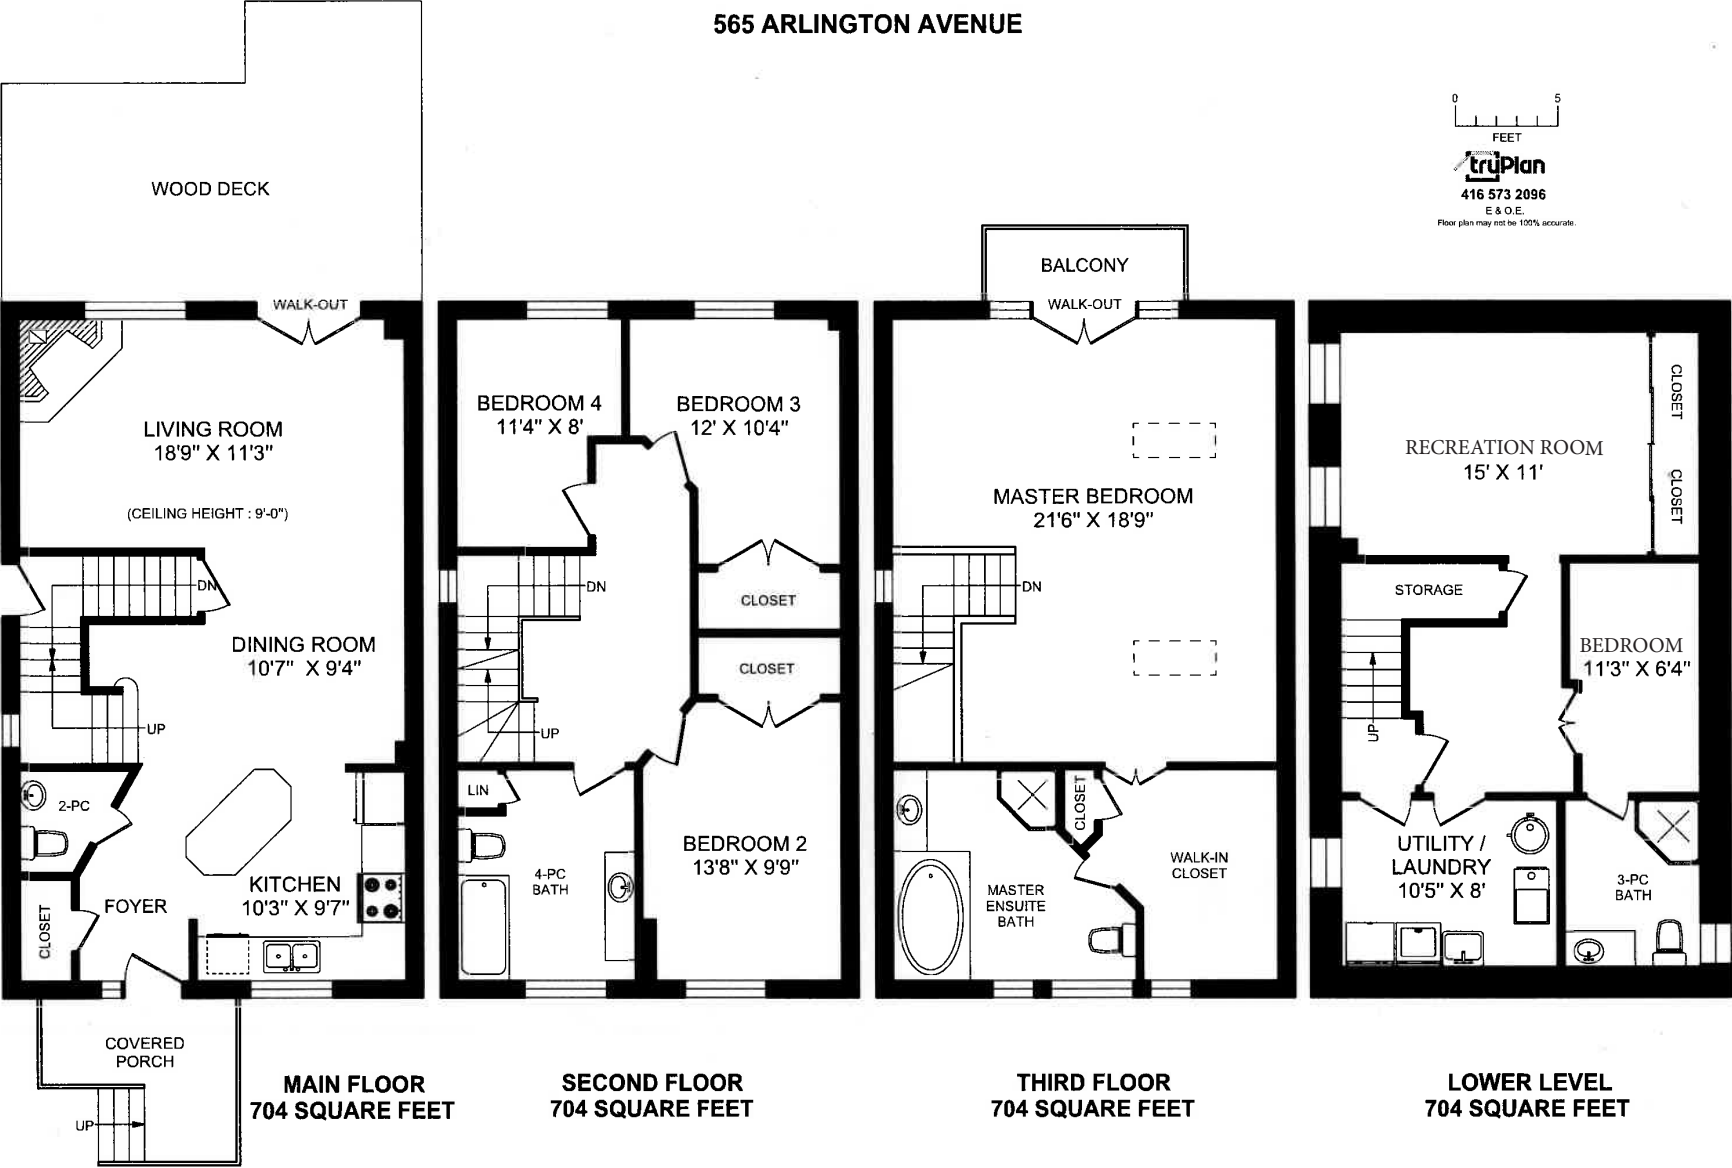 565 ARLINGTON AVENUE
0 5
FEET
truPlan
416 573 2096
E & O.E.
Floor plan may not be 100% accurate.
WOOD DECK
WALK-OUT
LIVING ROOM
18'9" X 11'3"
(CEILING HEIGHT : 9'-0")
DN
DINING ROOM
10'7" X 9'4"
UP
2-PC
KITCHEN
10'3" X 9'7"
FOYER
CLOSET
COVERED
PORCH
UP
MAIN FLOOR
704 SQUARE FEET
BEDROOM 4
11'4" X 8'
BEDROOM 3
12' X 10'4"
DN
CLOSET
CLOSET
UP
LIN
4-PC
BATH
BEDROOM 2
13'8" X 9'9"
SECOND FLOOR
704 SQUARE FEET
BALCONY
WALK-OUT
MASTER BEDROOM
21'6" X 18'9"
DN
CLOSET
WALK-IN
CLOSET
MASTER
ENSUITE
BATH
THIRD FLOOR
704 SQUARE FEET
RECREATION ROOM
15' X 11'
CLOSET
CLOSET
STORAGE
BEDROOM
11'3" X 6'4"
UP
UTILITY /
LAUNDRY
10'5" X 8'
3-PC
BATH
LOWER LEVEL
704 SQUARE FEET